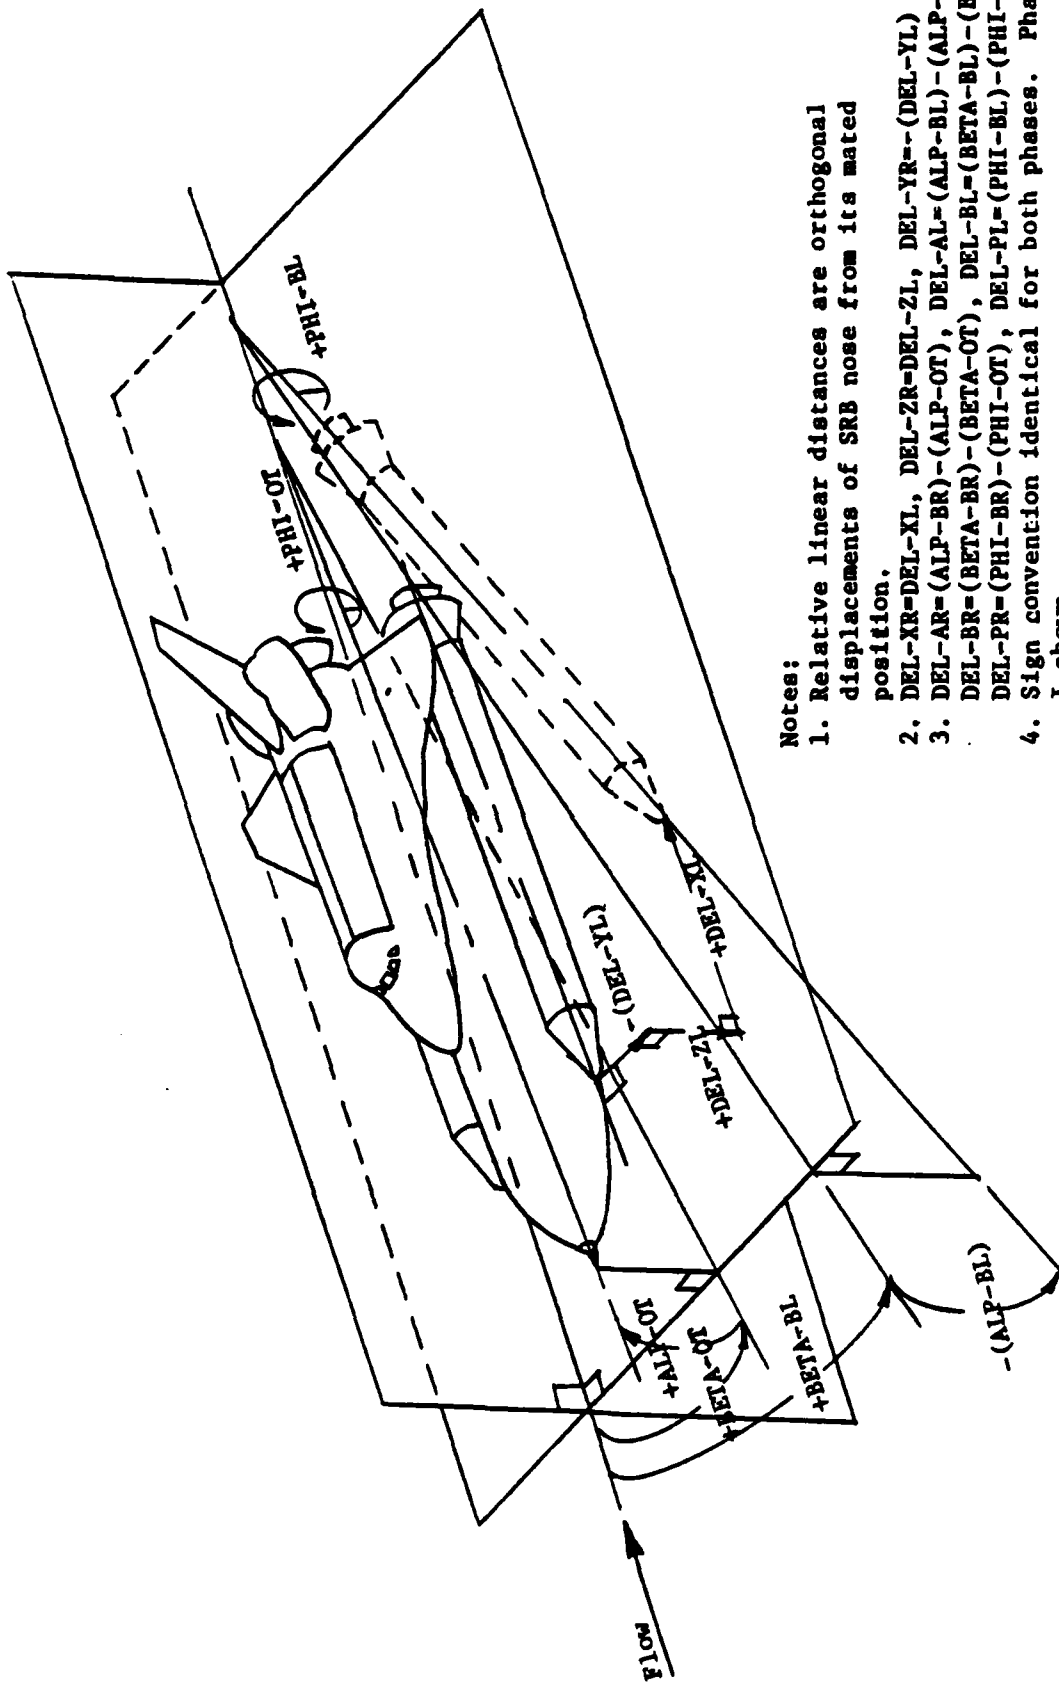 Flow
+PHI-OT
+PHI-BL
-(DEL-YL)
+DEL-ZL
+DEL-XL
+ALP-OT
+BETA-OT
+BETA-BL
-(ALP-BL)
Notes:
1. Relative linear distances are orthogonal
displacements of SRB nose from its mated
position.
2. DEL-XR=DEL-XL, DEL-ZR=DEL-ZL, DEL-YR=-(DEL-YL)
3. DEL-AR=(ALP-BR)-(ALP-OT), DEL-AL=(ALP-BL)-(ALP-
DEL-BR=(BETA-BR)-(BETA-OT), DEL-BL=(BETA-BL)-(B
DEL-PR=(PHI-BR)-(PHI-OT), DEL-PL=(PHI-BL)-(PHI-
4. Sign convention identical for both phases. Pha
I shown